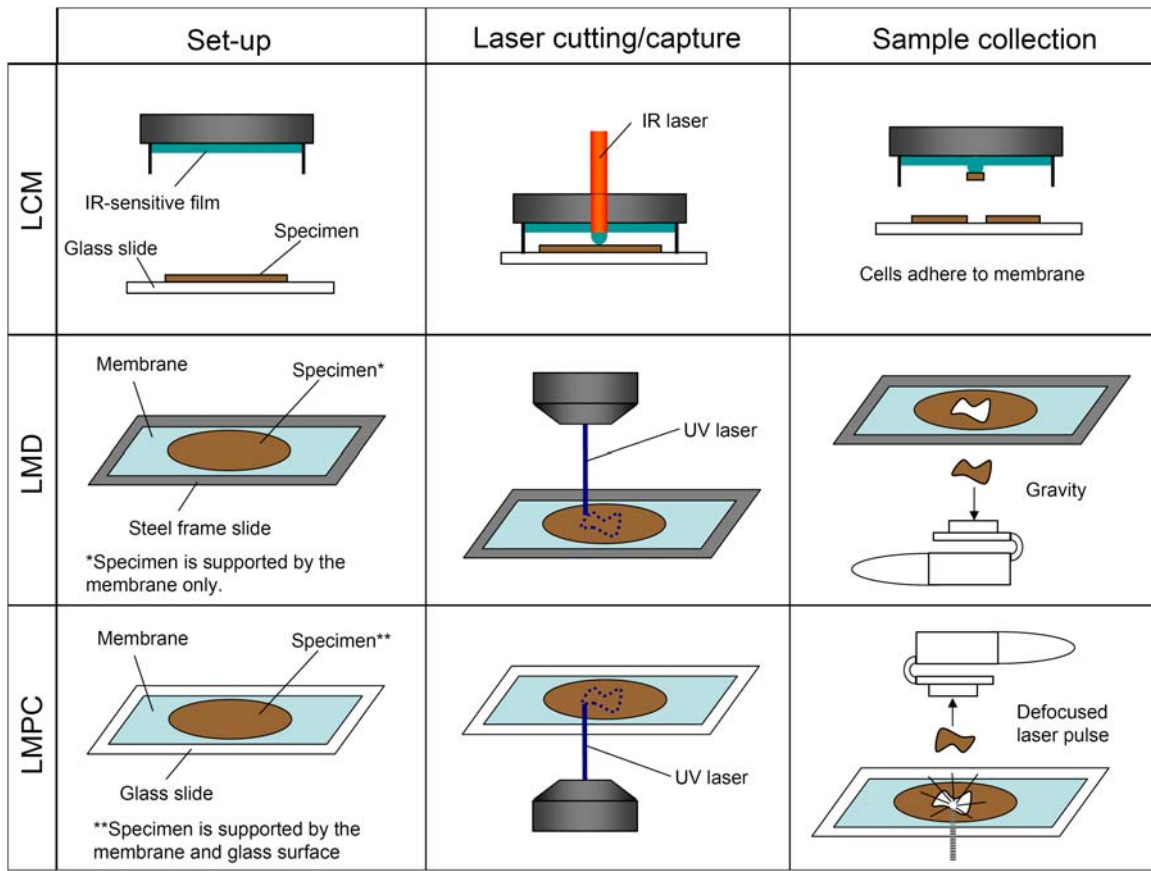 Set-up
Laser cutting/capture
Sample collection
LCM
IR-sensitive film
Glass slide
Specimen
IR laser
Cells adhere to membrane
LMD
Membrane
Specimen*
Steel frame slide
*Specimen is supported by the
membrane only.
UV laser
Gravity
LMPC
Membrane
Specimen**
Glass slide
**Specimen is supported by the
membrane and glass surface
UV laser
Defocused
laser pulse